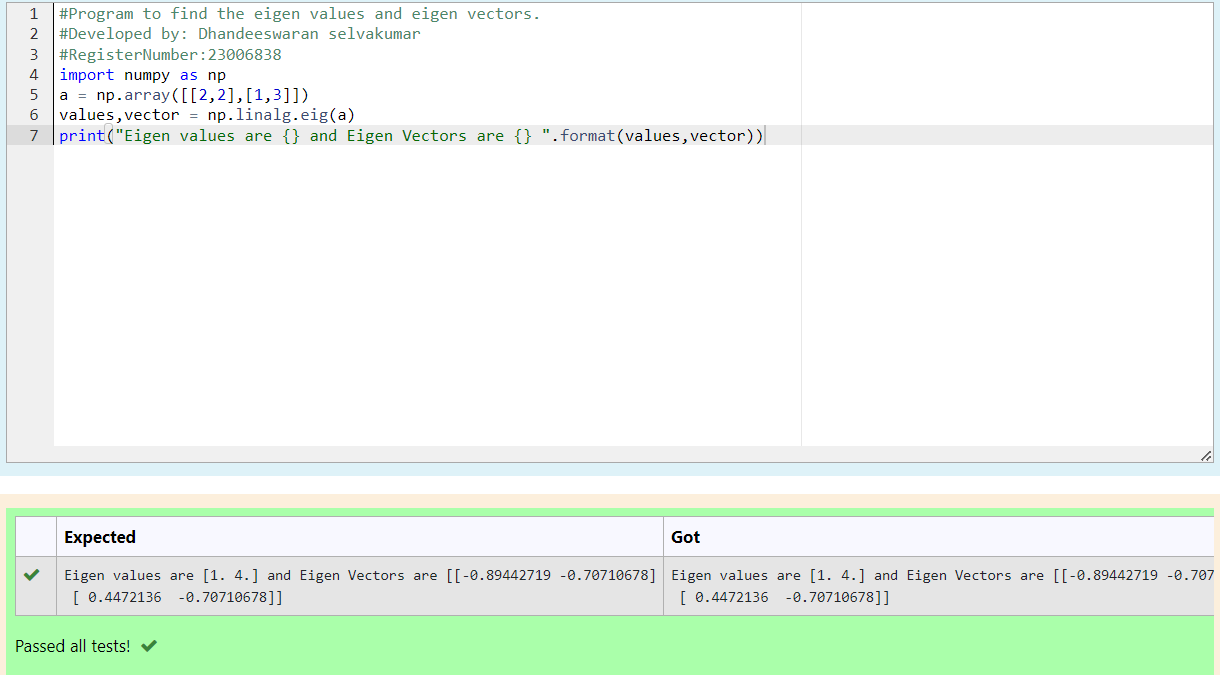 1 #Program to find the eigen values and eigen vectors.
2 #Developed by: Dhandeeswaran selvakumar
3 #RegisterNumber:23006838
4 import numpy as np
5 a = np.array([[2,2],[1,3]])
6 values,vector = np.linalg.eig(a)
7 print("Eigen values are {} and Eigen Vectors are {} ".format(values,vector))
Expected Got
Eigen values are [1. 4.] and Eigen Vectors are [[-0.89442719 -0.70710678] Eigen values are [1. 4.] and Eigen Vectors are [[-0.89442719 -0.707
[ 0.4472136  -0.70710678]] [ 0.4472136  -0.70710678]]
Passed all tests!